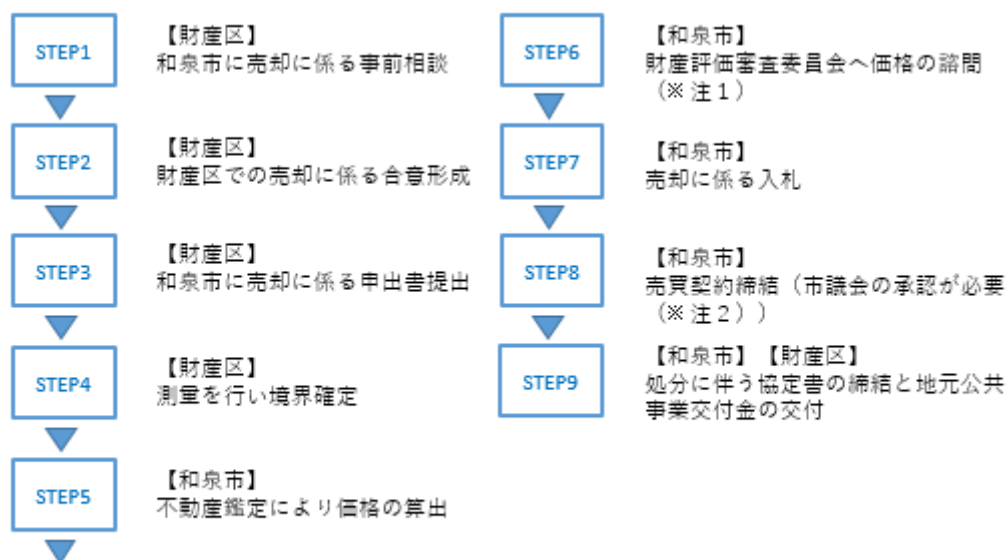 STEP1
【財産区】
和泉市に売却に係る事前相談
STEP2
【財産区】
財産区での売却に係る合意形成
STEP3
【財産区】
和泉市に売却に係る申出書提出
STEP4
【財産区】
測量を行い境界確定
STEP5
【和泉市】
不動産鑑定により価格の算出
STEP6
【和泉市】
財産評価審査委員会へ価格の諮問
（※注１）
STEP7
【和泉市】
売却に係る入札
STEP8
【和泉市】
売買契約締結（市議会の承認が必要
（※注２））
STEP9
【和泉市】【財産区】
処分に伴う協定書の締結と地元公共
事業交付金の交付